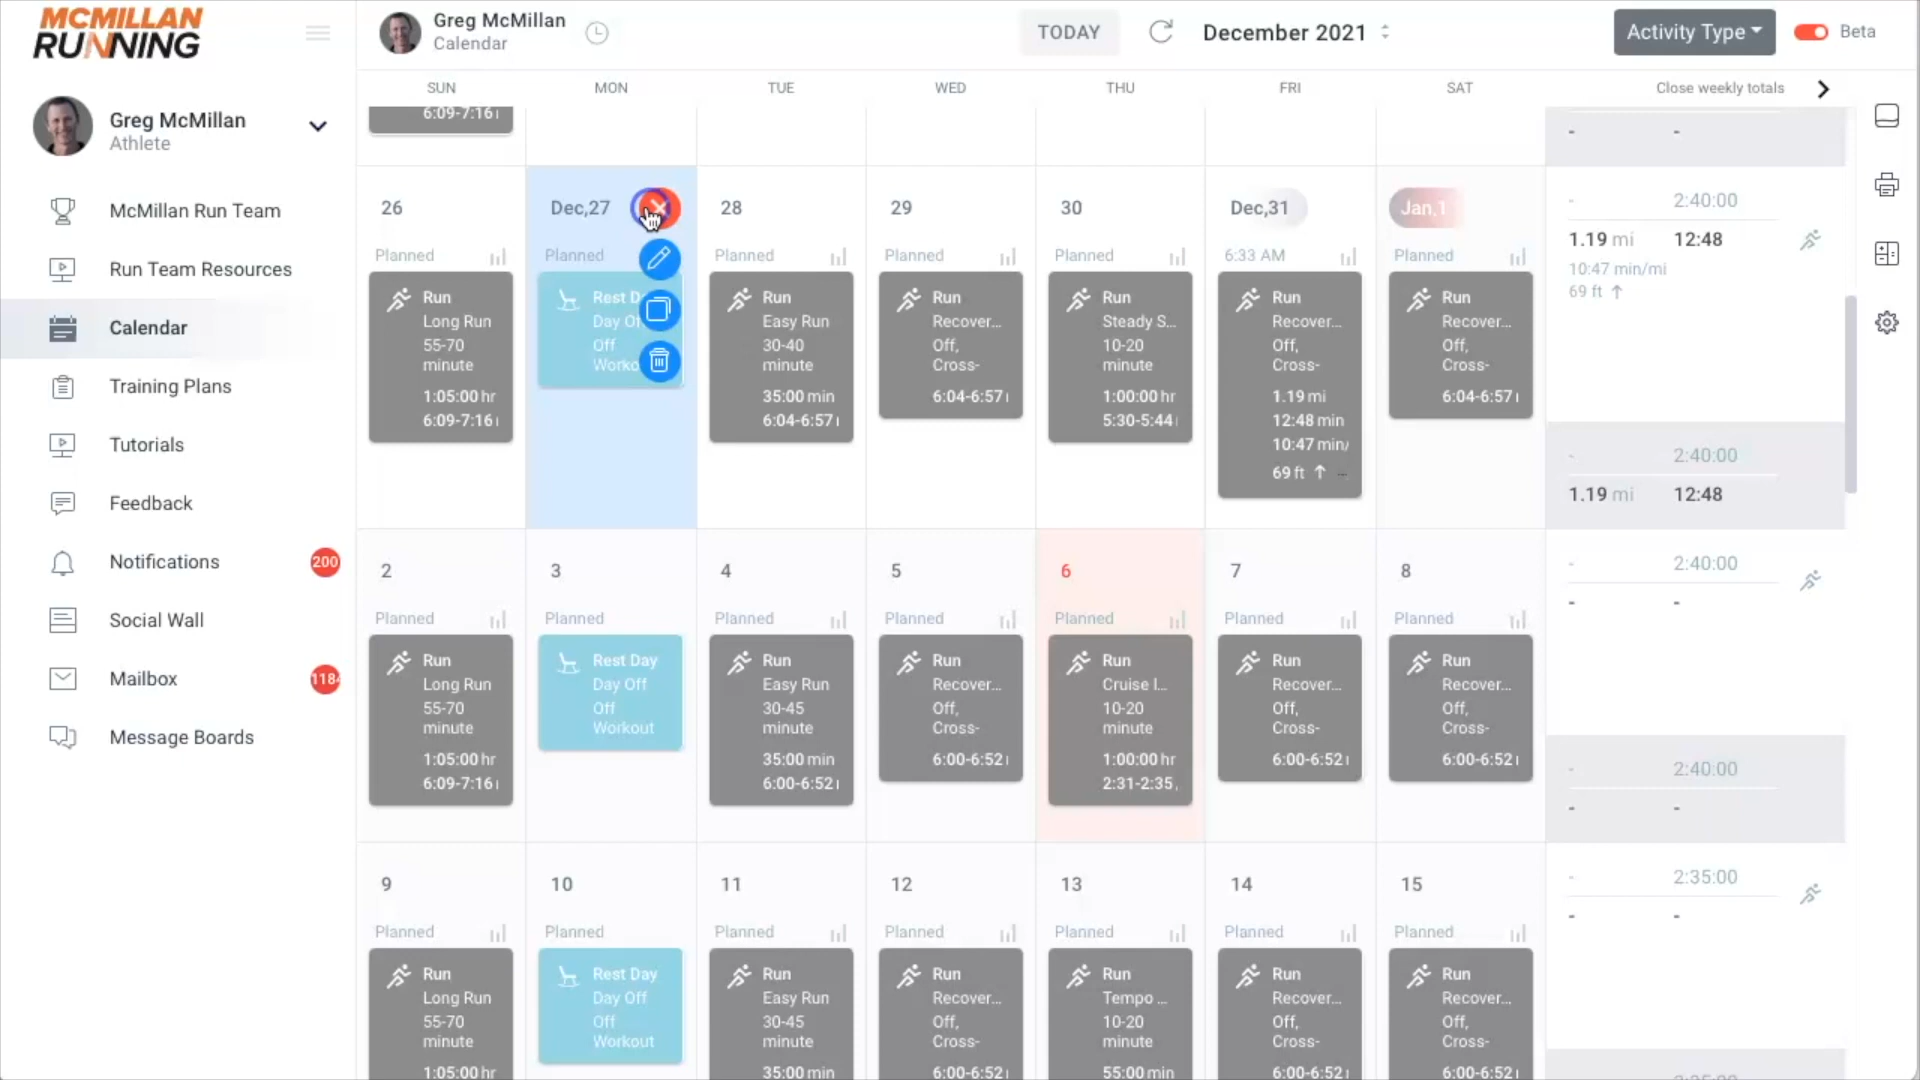 MCMILLAN
RUNNING
Greg McMillan
Athlete
McMillan Run Team
Run Team Resources
Calendar
Training Plans
Tutorials
Feedback
Notifications 200
Social Wall
Mailbox 1184
Message Boards
Greg McMillan
Calendar
TODAY December 2021 Activity Type Beta
SUN MON TUE WED THU FRI SAT Close weekly totals
6:09-7:16
- -
26 Dec,27 28 29 30 Dec,31 Jan,1
Planned Planned Planned Planned Planned 6:33 AM Planned
Run
Long Run
55-70
minute
1:05:00 hr
6:09-7:16
Rest D
Day Of
Off
Worko
Run
Easy Run
30-40
minute
35:00 min
6:04-6:57
Run
Recover...
Off,
Cross-
6:04-6:57
Run
Steady S...
10-20
minute
1:00:00 hr
5:30-5:44
Run
Recover...
Off,
Cross-
1.19 mi
12:48 min
10:47 min/
69 ft ↑ ...
Run
Recover...
Off,
Cross-
6:04-6:57
- 2:40:00
1.19 mi 12:48
10:47 min/mi
69 ft ↑
- 2:40:00
1.19 mi 12:48
2 3 4 5 6 7 8
Planned Planned Planned Planned Planned Planned Planned
Run
Long Run
55-70
minute
1:05:00 hr
6:09-7:16
Rest Day
Day Off
Off
Workout
Run
Easy Run
30-45
minute
35:00 min
6:00-6:52
Run
Recover...
Off,
Cross-
6:00-6:52
Run
Cruise I...
10-20
minute
1:00:00 hr
2:31-2:35
Run
Recover...
Off,
Cross-
6:00-6:52
Run
Recover...
Off,
Cross-
6:00-6:52
- 2:40:00
- -
- 2:40:00
- -
9 10 11 12 13 14 15
Planned Planned Planned Planned Planned Planned Planned
Run
Long Run
55-70
minute
1:05:00 hr
Rest Day
Day Off
Off
Workout
Run
Easy Run
30-45
minute
35:00 min
Run
Recover...
Off,
Cross-
6:00-6:52
Run
Tempo ...
10-20
minute
55:00 min
Run
Recover...
Off,
Cross-
6:00-6:52
Run
Recover...
Off,
Cross-
6:00-6:52
- 2:35:00
- -